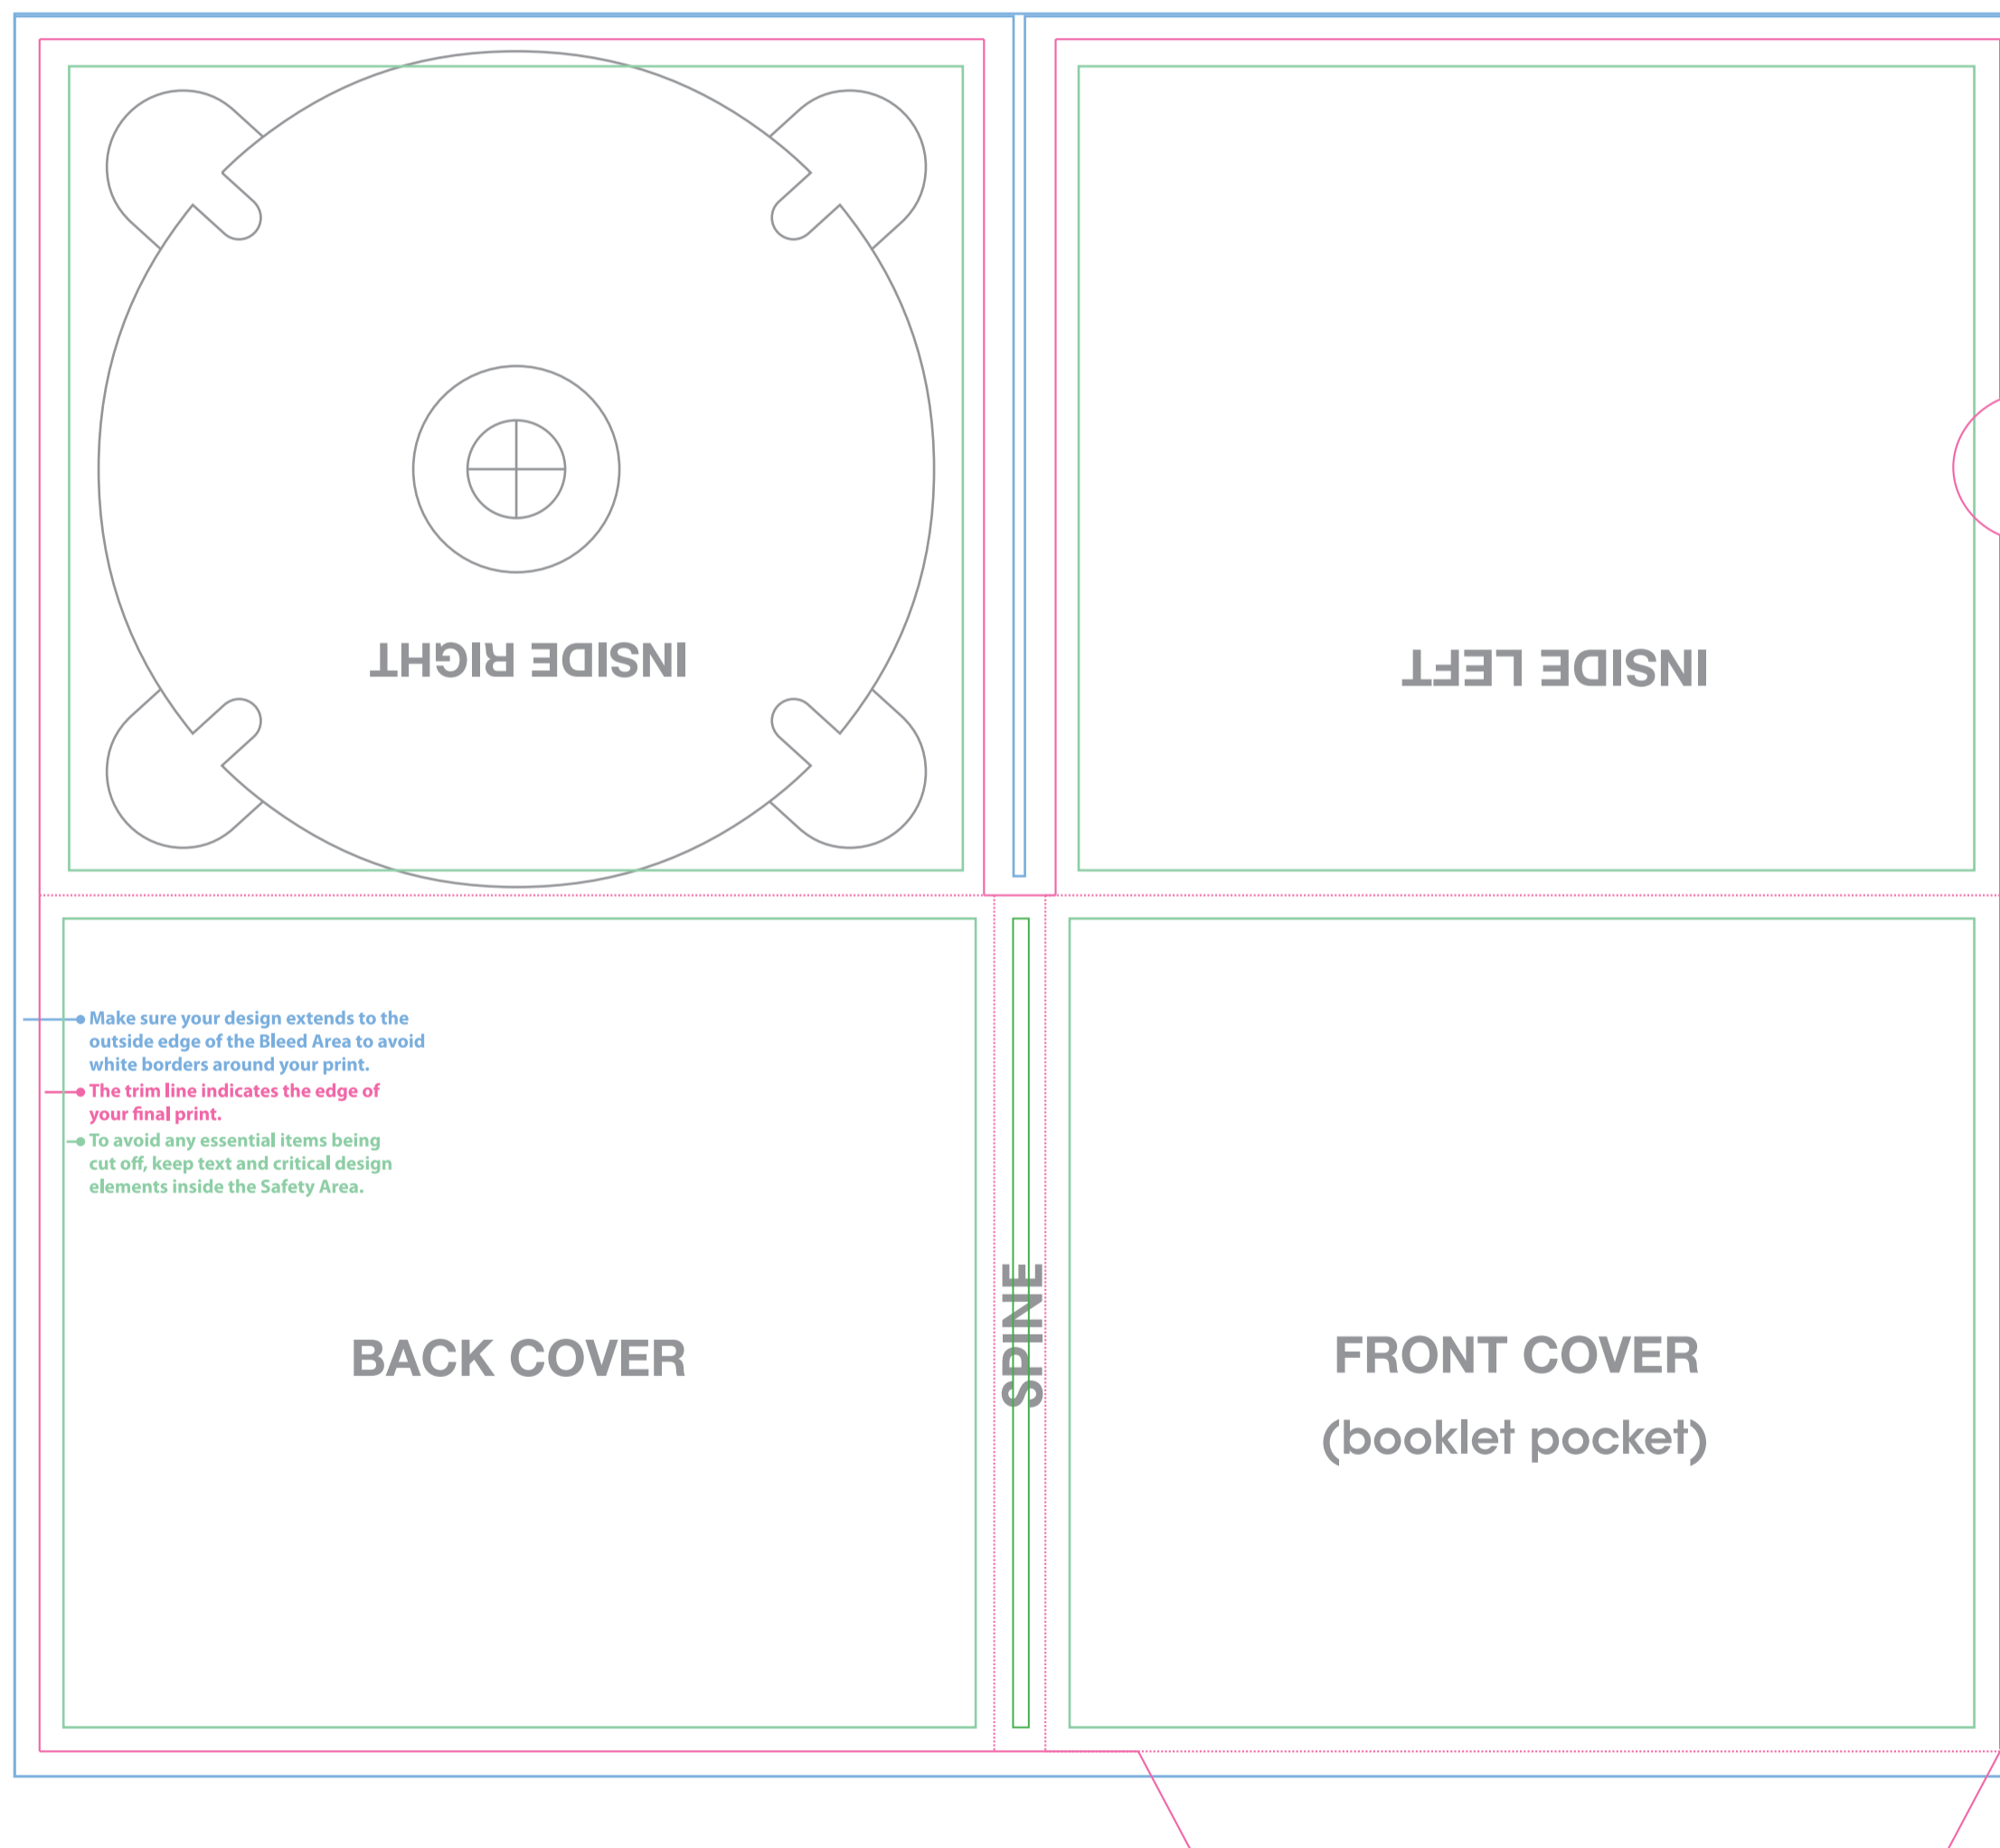 INSIDE RIGHT
INSIDE LEFT
Make sure your design extends to the
outside edge of the Bleed Area to avoid
white borders around your print.
The trim line indicates the edge of
your final print.
To avoid any essential items being
cut off, keep text and critical design
elements inside the Safety Area.
BACK COVER
SPINE
FRONT COVER
(booklet pocket)